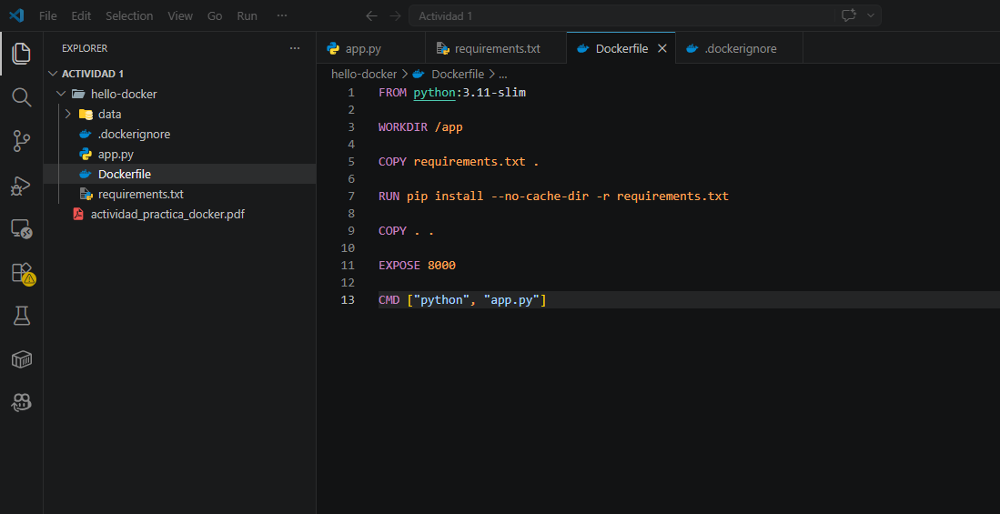 File Edit Selection View Go Run ··· ← → Actividad 1
EXPLORER ···
ACTIVIDAD 1
hello-docker
data
.dockerignore
app.py
Dockerfile
requirements.txt
actividad_practica_docker.pdf
app.py requirements.txt Dockerfile × .dockerignore
hello-docker > Dockerfile > ...
1 FROM python:3.11-slim
2
3 WORKDIR /app
4
5 COPY requirements.txt .
6
7 RUN pip install --no-cache-dir -r requirements.txt
8
9 COPY . .
10
11 EXPOSE 8000
12
13 CMD ["python", "app.py"]